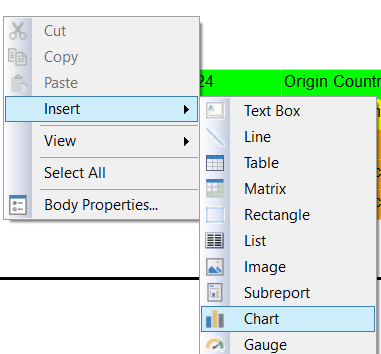 Cut
Copy
Paste
24 Origin Countr
Insert
Text Box
Line
View
Table
Select All
Matrix
Body Properties...
Rectangle
List
Image
Subreport
Chart
Gauge